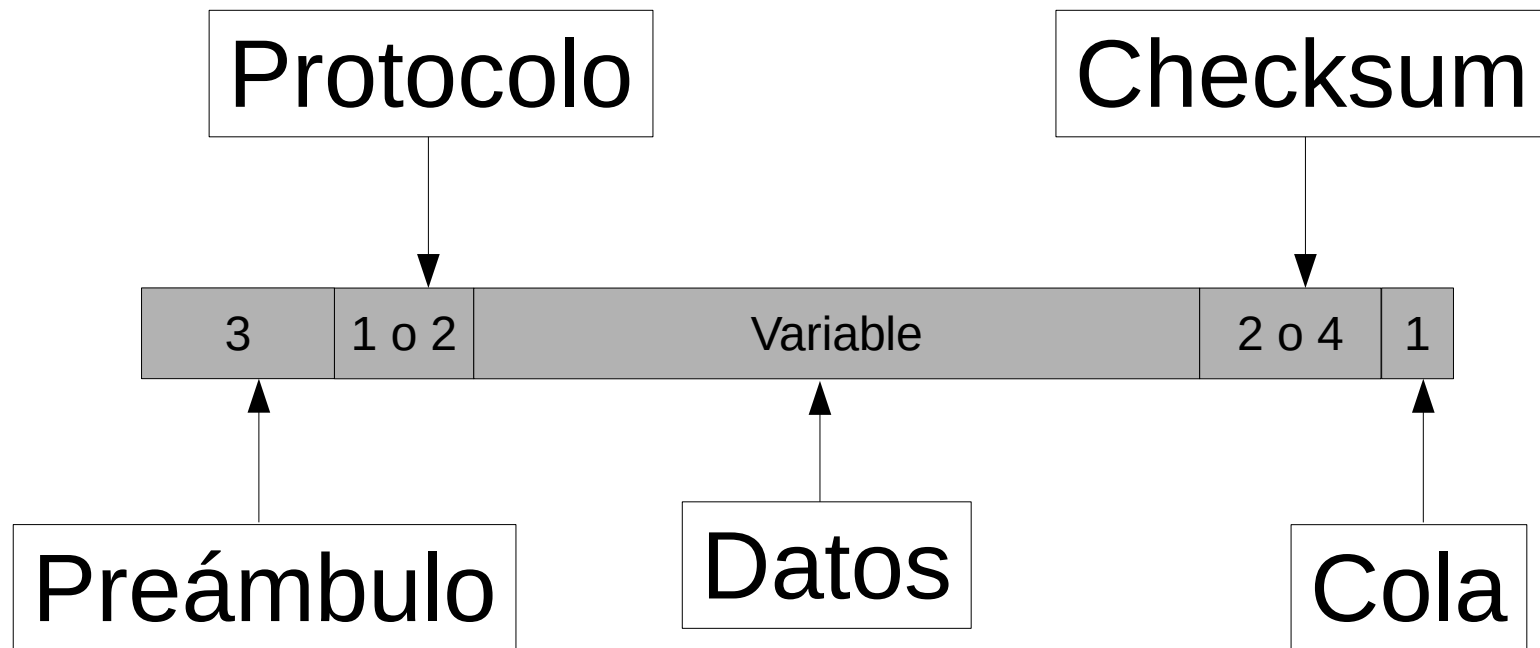 Protocolo
Checksum
3
1 o 2
Variable
2 o 4
1
Preámbulo
Datos
Cola